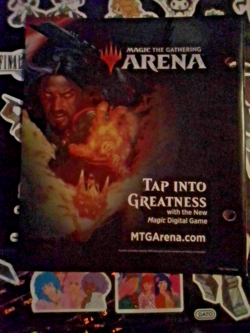 MAGIC THE GATHERING
ARENA
TAP INTO
GREATNESS
with the New
Magic Digital Game
MTGArena.com